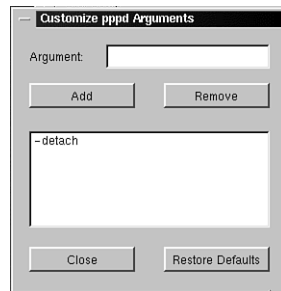 Customize pppd Arguments
Argument:
Add Remove
-detach
Close Restore Defaults